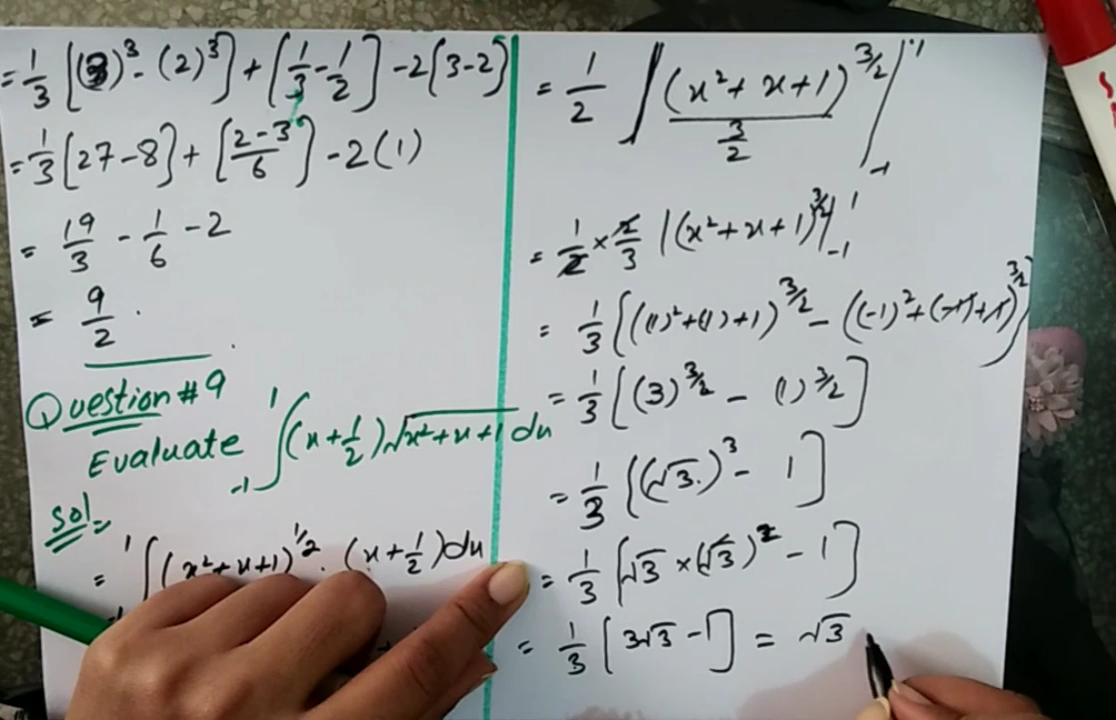 = 1/3 [(3)³ - (2)³] + [1/3 - 1/2] - 2[3-2]
= 1/3 [27 - 8] + [(2-3)/6] - 2(1)
= 19/3 - 1/6 - 2
= 9/2 .
Question # 9
Evaluate ₋₁∫¹ (x + 1/2) √(x² + x + 1) dx
Sol=
= ∫¹ (x² + x + 1)^(1/2) . (x + 1/2) dx
= 1/2 | (x² + x + 1)^(3/2) / (3/2) |₋₁¹
= 1/2 × 2/3 |(x² + x + 1)^(3/2)|₋₁¹
= 1/3 [((1)² + (1) + 1)^(3/2) - ((-1)² + (-1) + 1)^(3/2)]
= 1/3 [(3)^(3/2) - (1)^(3/2)]
= 1/3 [(√3)³ - 1]
= 1/3 [√3 × (√3)² - 1]
= 1/3 [3√3 - 1] = √3